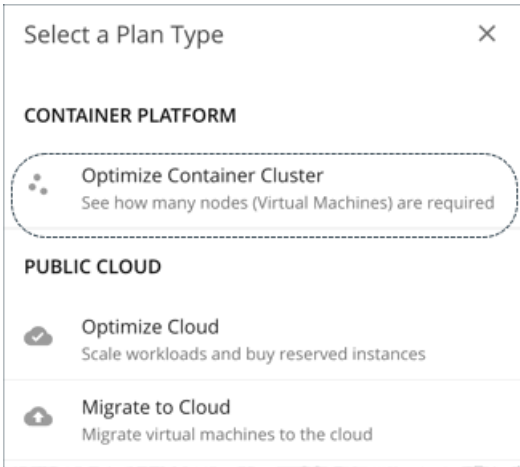 Select a Plan Type
CONTAINER PLATFORM
Optimize Container Cluster
See how many nodes (Virtual Machines) are required
PUBLIC CLOUD
Optimize Cloud
Scale workloads and buy reserved instances
Migrate to Cloud
Migrate virtual machines to the cloud